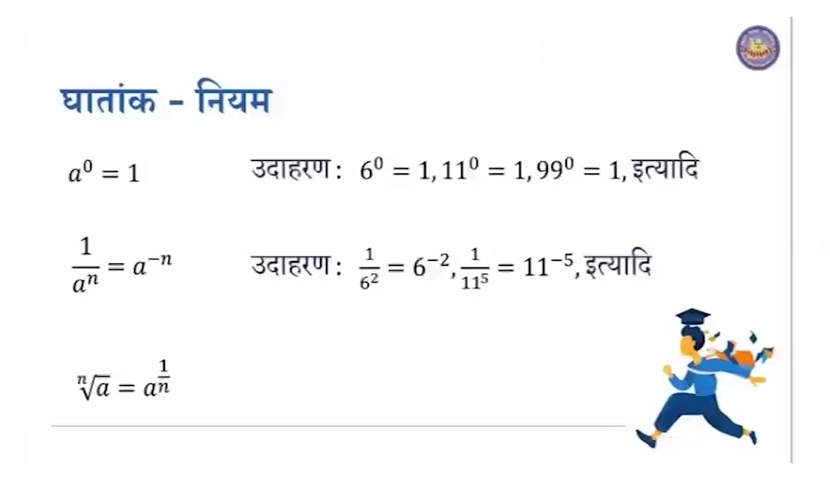 घातांक - नियम
a⁰ = 1 उदाहरण : 6⁰ = 1, 11⁰ = 1, 99⁰ = 1, इत्यादि
1/aⁿ = a⁻ⁿ उदाहरण : 1/6² = 6⁻², 1/11⁵ = 11⁻⁵, इत्यादि
ⁿ√a = a^(1/n)